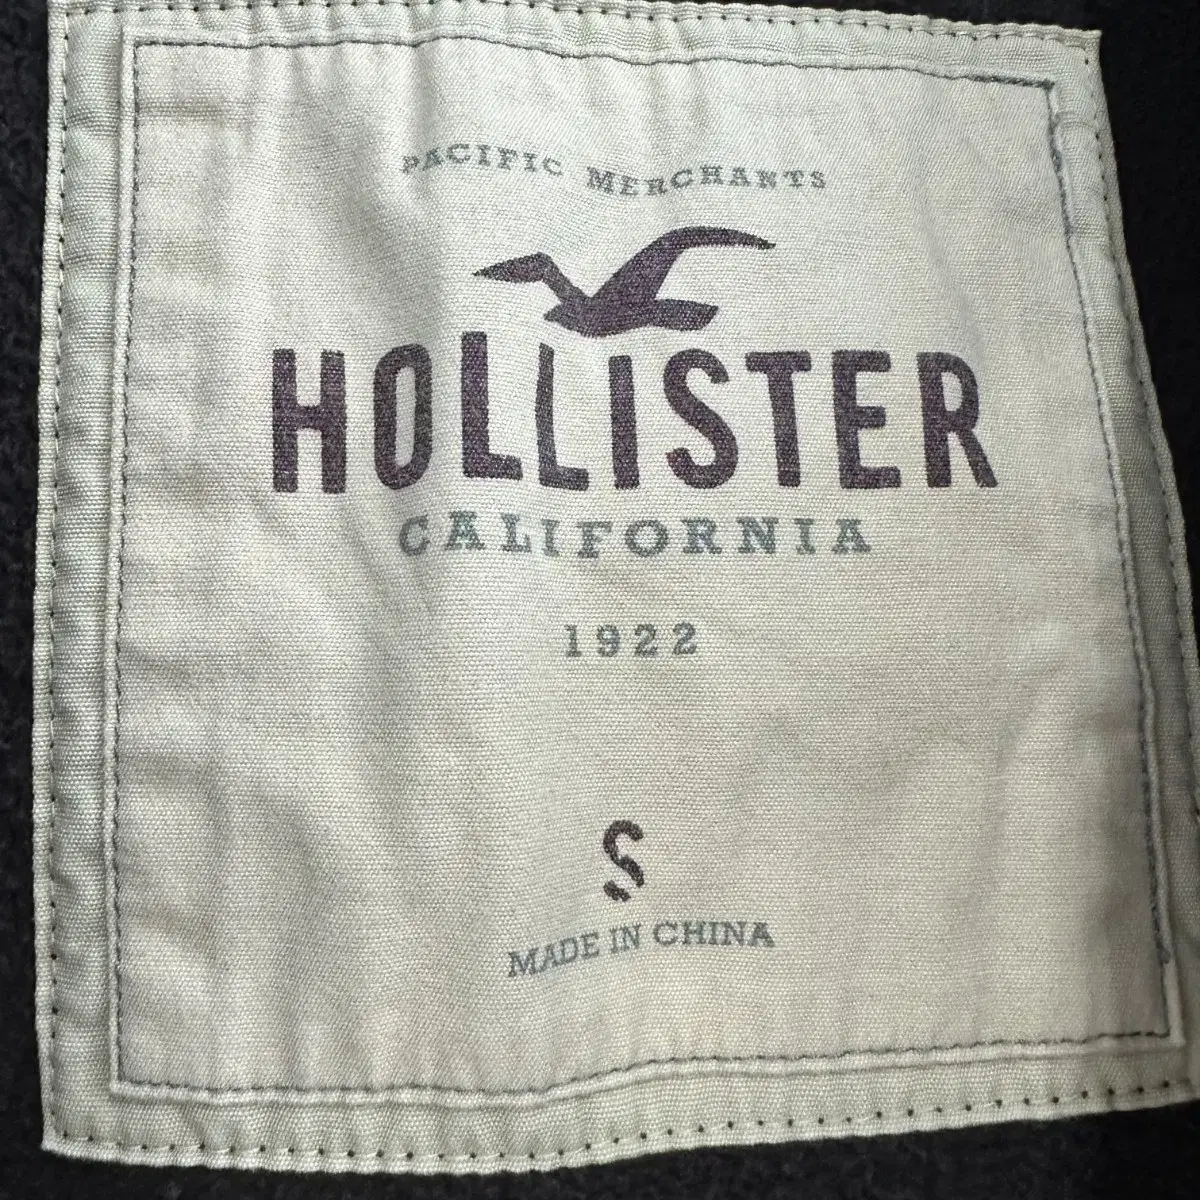 PACIFIC MERCHANTS
HOLLISTER
CALIFORNIA
1922
S
MADE IN CHINA